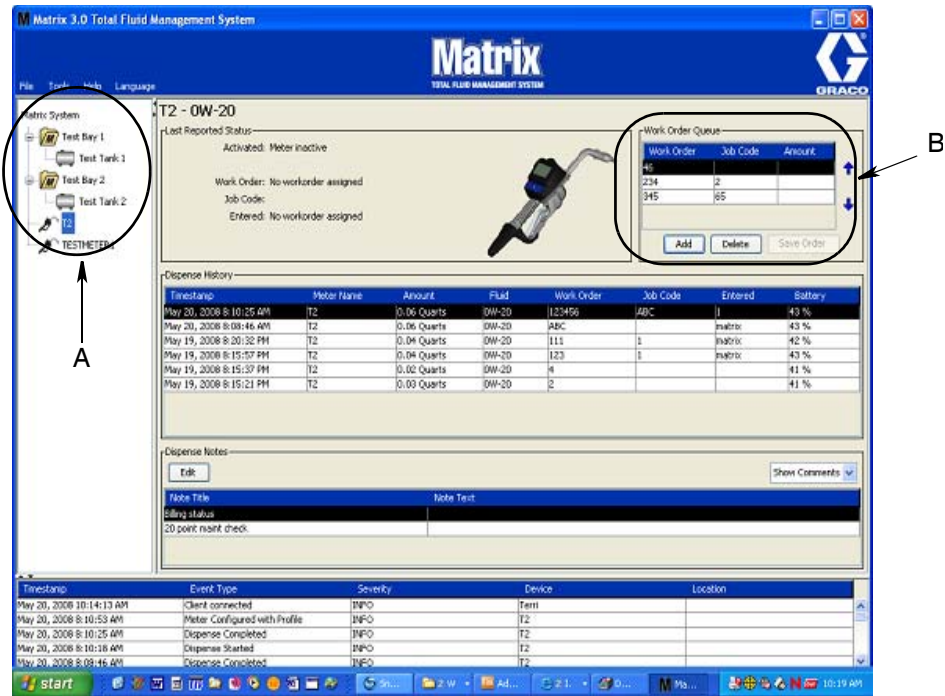 Matrix 3.0 Total Fluid Management System
Matrix
TOTAL FLUID MANAGEMENT SYSTEM
GRACO
File Tools Help Language
Matrix System
Test Bay 1
Test Tank 1
Test Bay 2
Test Tank 2
T2
TESTMETER1
A
T2 - 0W-20
Last Reported Status
Activated: Meter inactive
Work Order: No workorder assigned
Job Code:
Entered: No workorder assigned
Work Order Queue
Work Order Job Code Amount
46
234 2
345 65
Add Delete Save Order
B
Dispense History
Timestamp Meter Name Amount Fluid Work Order Job Code Entered Battery
May 20, 2008 8:10:25 AM T2 0.06 Quarts 0W-20 123456 ABC 1 43 %
May 20, 2008 8:08:46 AM T2 0.06 Quarts 0W-20 ABC matrix 43 %
May 19, 2008 8:20:32 PM T2 0.04 Quarts 0W-20 111 1 matrix 42 %
May 19, 2008 8:15:57 PM T2 0.04 Quarts 0W-20 123 1 matrix 43 %
May 19, 2008 8:15:37 PM T2 0.02 Quarts 0W-20 4 41 %
May 19, 2008 8:15:21 PM T2 0.03 Quarts 0W-20 2 41 %
Dispense Notes
Edit Show Comments
Note Title Note Text
Billing status
20 point maint check.
Timestamp Event Type Severity Device Location
May 20, 2008 10:14:13 AM Client connected INFO Terri
May 20, 2008 8:10:53 AM Meter Configured with Profile INFO T2
May 20, 2008 8:10:25 AM Dispense Completed INFO T2
May 20, 2008 8:10:18 AM Dispense Started INFO T2
May 20, 2008 8:08:46 AM Dispense Completed INFO T2
start Sn... 2 W Ad... 2 I. D... Ma... 10:19 AM